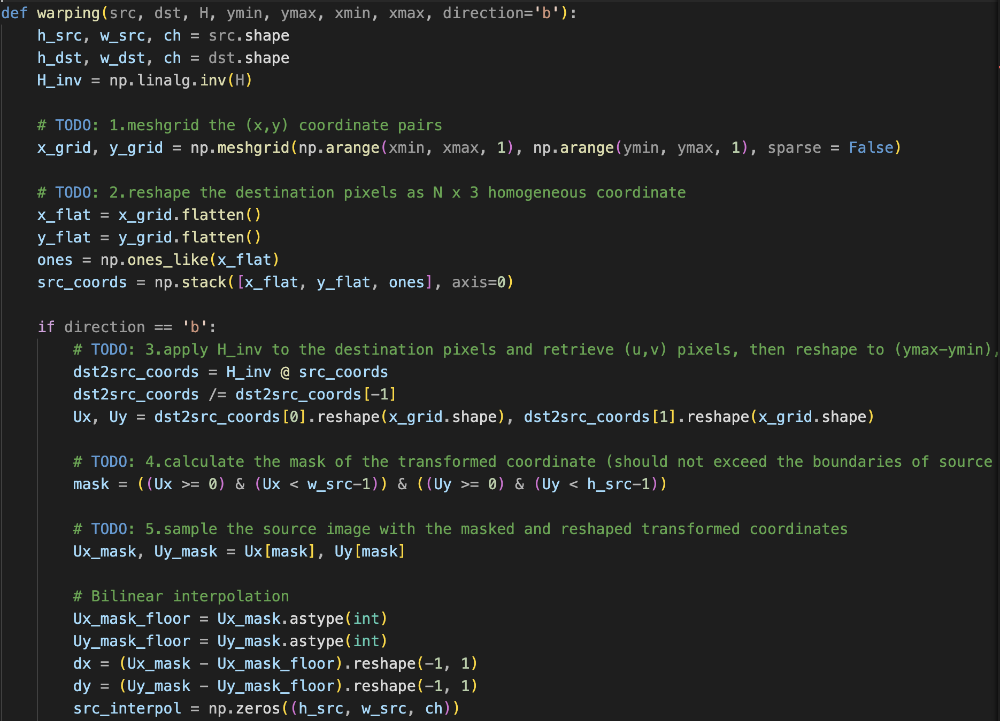 def warping(src, dst, H, ymin, ymax, xmin, xmax, direction='b'):
    h_src, w_src, ch = src.shape
    h_dst, w_dst, ch = dst.shape
    H_inv = np.linalg.inv(H)

    # TODO: 1.meshgrid the (x,y) coordinate pairs
    x_grid, y_grid = np.meshgrid(np.arange(xmin, xmax, 1), np.arange(ymin, ymax, 1), sparse = False)

    # TODO: 2.reshape the destination pixels as N x 3 homogeneous coordinate
    x_flat = x_grid.flatten()
    y_flat = y_grid.flatten()
    ones = np.ones_like(x_flat)
    src_coords = np.stack([x_flat, y_flat, ones], axis=0)

    if direction == 'b':
        # TODO: 3.apply H_inv to the destination pixels and retrieve (u,v) pixels, then reshape to (ymax-ymin),
        dst2src_coords = H_inv @ src_coords
        dst2src_coords /= dst2src_coords[-1]
        Ux, Uy = dst2src_coords[0].reshape(x_grid.shape), dst2src_coords[1].reshape(x_grid.shape)

        # TODO: 4.calculate the mask of the transformed coordinate (should not exceed the boundaries of source
        mask = ((Ux >= 0) & (Ux < w_src-1)) & ((Uy >= 0) & (Uy < h_src-1))

        # TODO: 5.sample the source image with the masked and reshaped transformed coordinates
        Ux_mask, Uy_mask = Ux[mask], Uy[mask]

        # Bilinear interpolation
        Ux_mask_floor = Ux_mask.astype(int)
        Uy_mask_floor = Uy_mask.astype(int)
        dx = (Ux_mask - Ux_mask_floor).reshape(-1, 1)
        dy = (Uy_mask - Uy_mask_floor).reshape(-1, 1)
        src_interpol = np.zeros((h_src, w_src, ch))